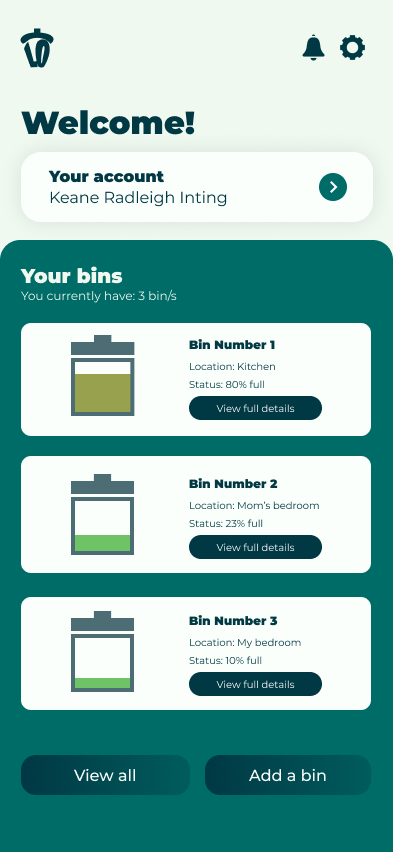 Welcome!
Your account
Keane Radleigh Inting
Your bins
You currently have: 3 bin/s
Bin Number 1
Location: Kitchen
Status: 80% full
View full details
Bin Number 2
Location: Mom's bedroom
Status: 23% full
View full details
Bin Number 3
Location: My bedroom
Status: 10% full
View full details
View all
Add a bin